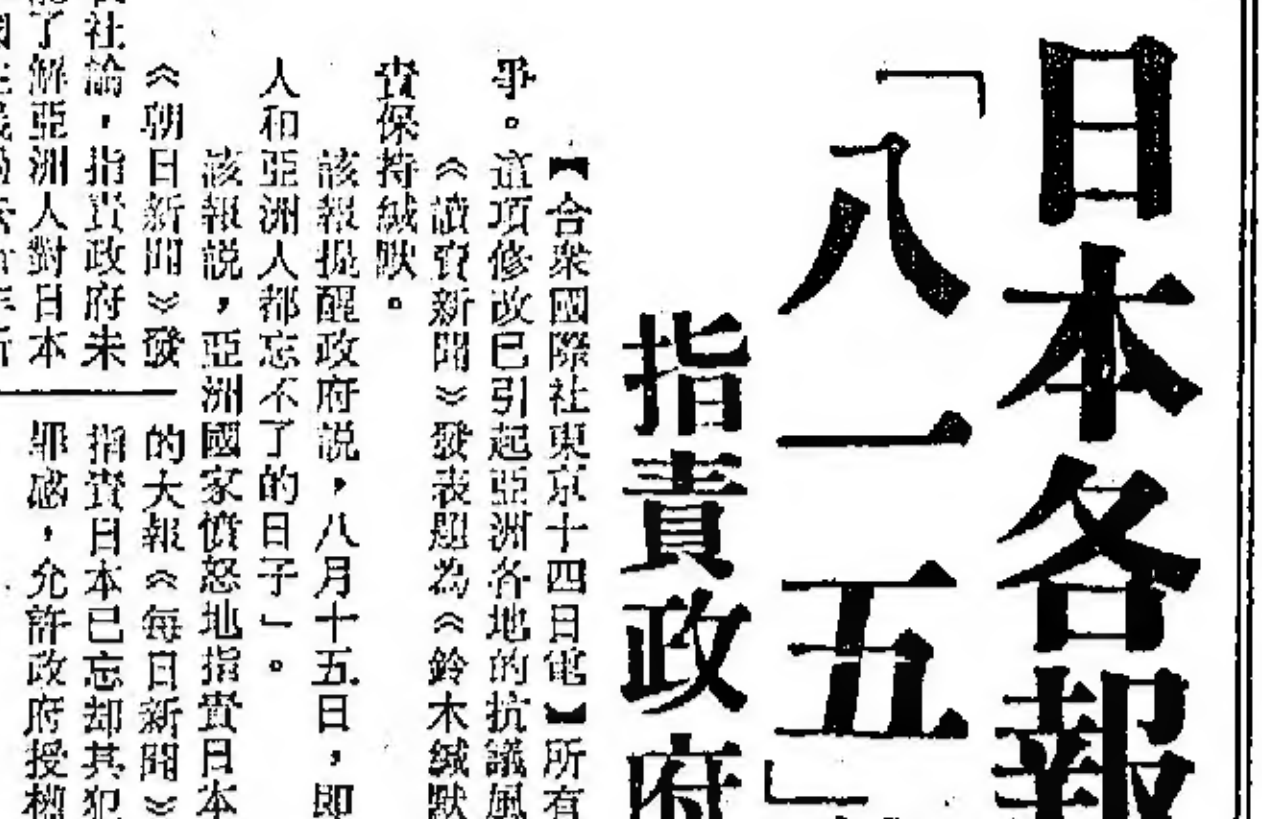 日本各報
「八一五」
指責政府
【合衆國際社東京十四日電】所有
爭。這項修改已引起亞洲各地的抗議風
《讀賣新聞》發表題為《鈴木緘默
責保持緘默。
該報提醒政府説，八月十五日，即
人和亞洲人都忘不了的日子」。
該報説，亞洲國家憤怒地指責日本
《朝日新聞》發
社論，指責政府未
了解亞洲人對日本
的大報《每日新聞》
指責日本已忘却其犯
罪感，允許政府授權